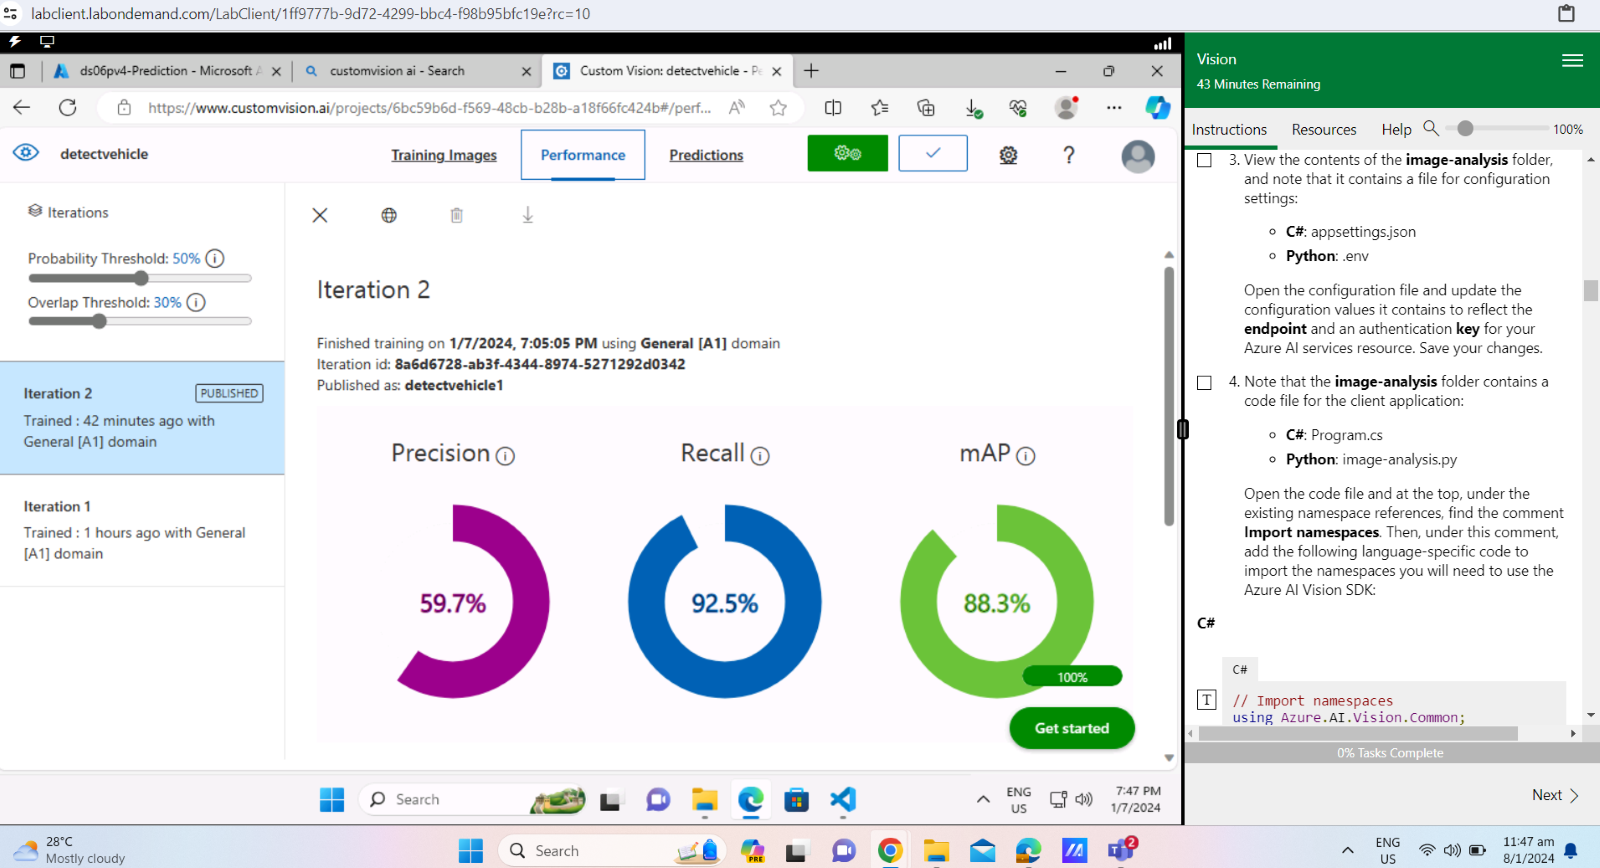 labclient.labondemand.com/LabClient/1ff9777b-9d72-4299-bbc4-f98b95bfc19e?rc=10
ds06pv4-Prediction - Microsoft A
customvision ai - Search
Custom Vision: detectvehicle - Pe
https://www.customvision.ai/projects/6bc59b6d-f569-48cb-b28b-a18f66fc424b#/perf...
detectvehicle
Training Images
Performance
Predictions
Iterations
Probability Threshold: 50%
Overlap Threshold: 30%
Iteration 2
PUBLISHED
Trained : 42 minutes ago with
General [A1] domain
Iteration 1
Trained : 1 hours ago with General
[A1] domain
Iteration 2
Finished training on 1/7/2024, 7:05:05 PM using General [A1] domain
Iteration id: 8a6d6728-ab3f-4344-8974-5271292d0342
Published as: detectvehicle1
Precision
Recall
mAP
59.7%
92.5%
88.3%
100%
Get started
Search
ENG
US
7:47 PM
1/7/2024
Vision
43 Minutes Remaining
Instructions
Resources
Help
100%
3. View the contents of the image-analysis folder,
and note that it contains a file for configuration
settings:
C#: appsettings.json
Python: .env
Open the configuration file and update the
configuration values it contains to reflect the
endpoint and an authentication key for your
Azure AI services resource. Save your changes.
4. Note that the image-analysis folder contains a
code file for the client application:
C#: Program.cs
Python: image-analysis.py
Open the code file and at the top, under the
existing namespace references, find the comment
Import namespaces. Then, under this comment,
add the following language-specific code to
import the namespaces you will need to use the
Azure AI Vision SDK:
C#
C#
T
// Import namespaces
using Azure.AI.Vision.Common;
0% Tasks Complete
Next
28°C
Mostly cloudy
Search
PRE
2
ENG
US
11:47 am
8/1/2024